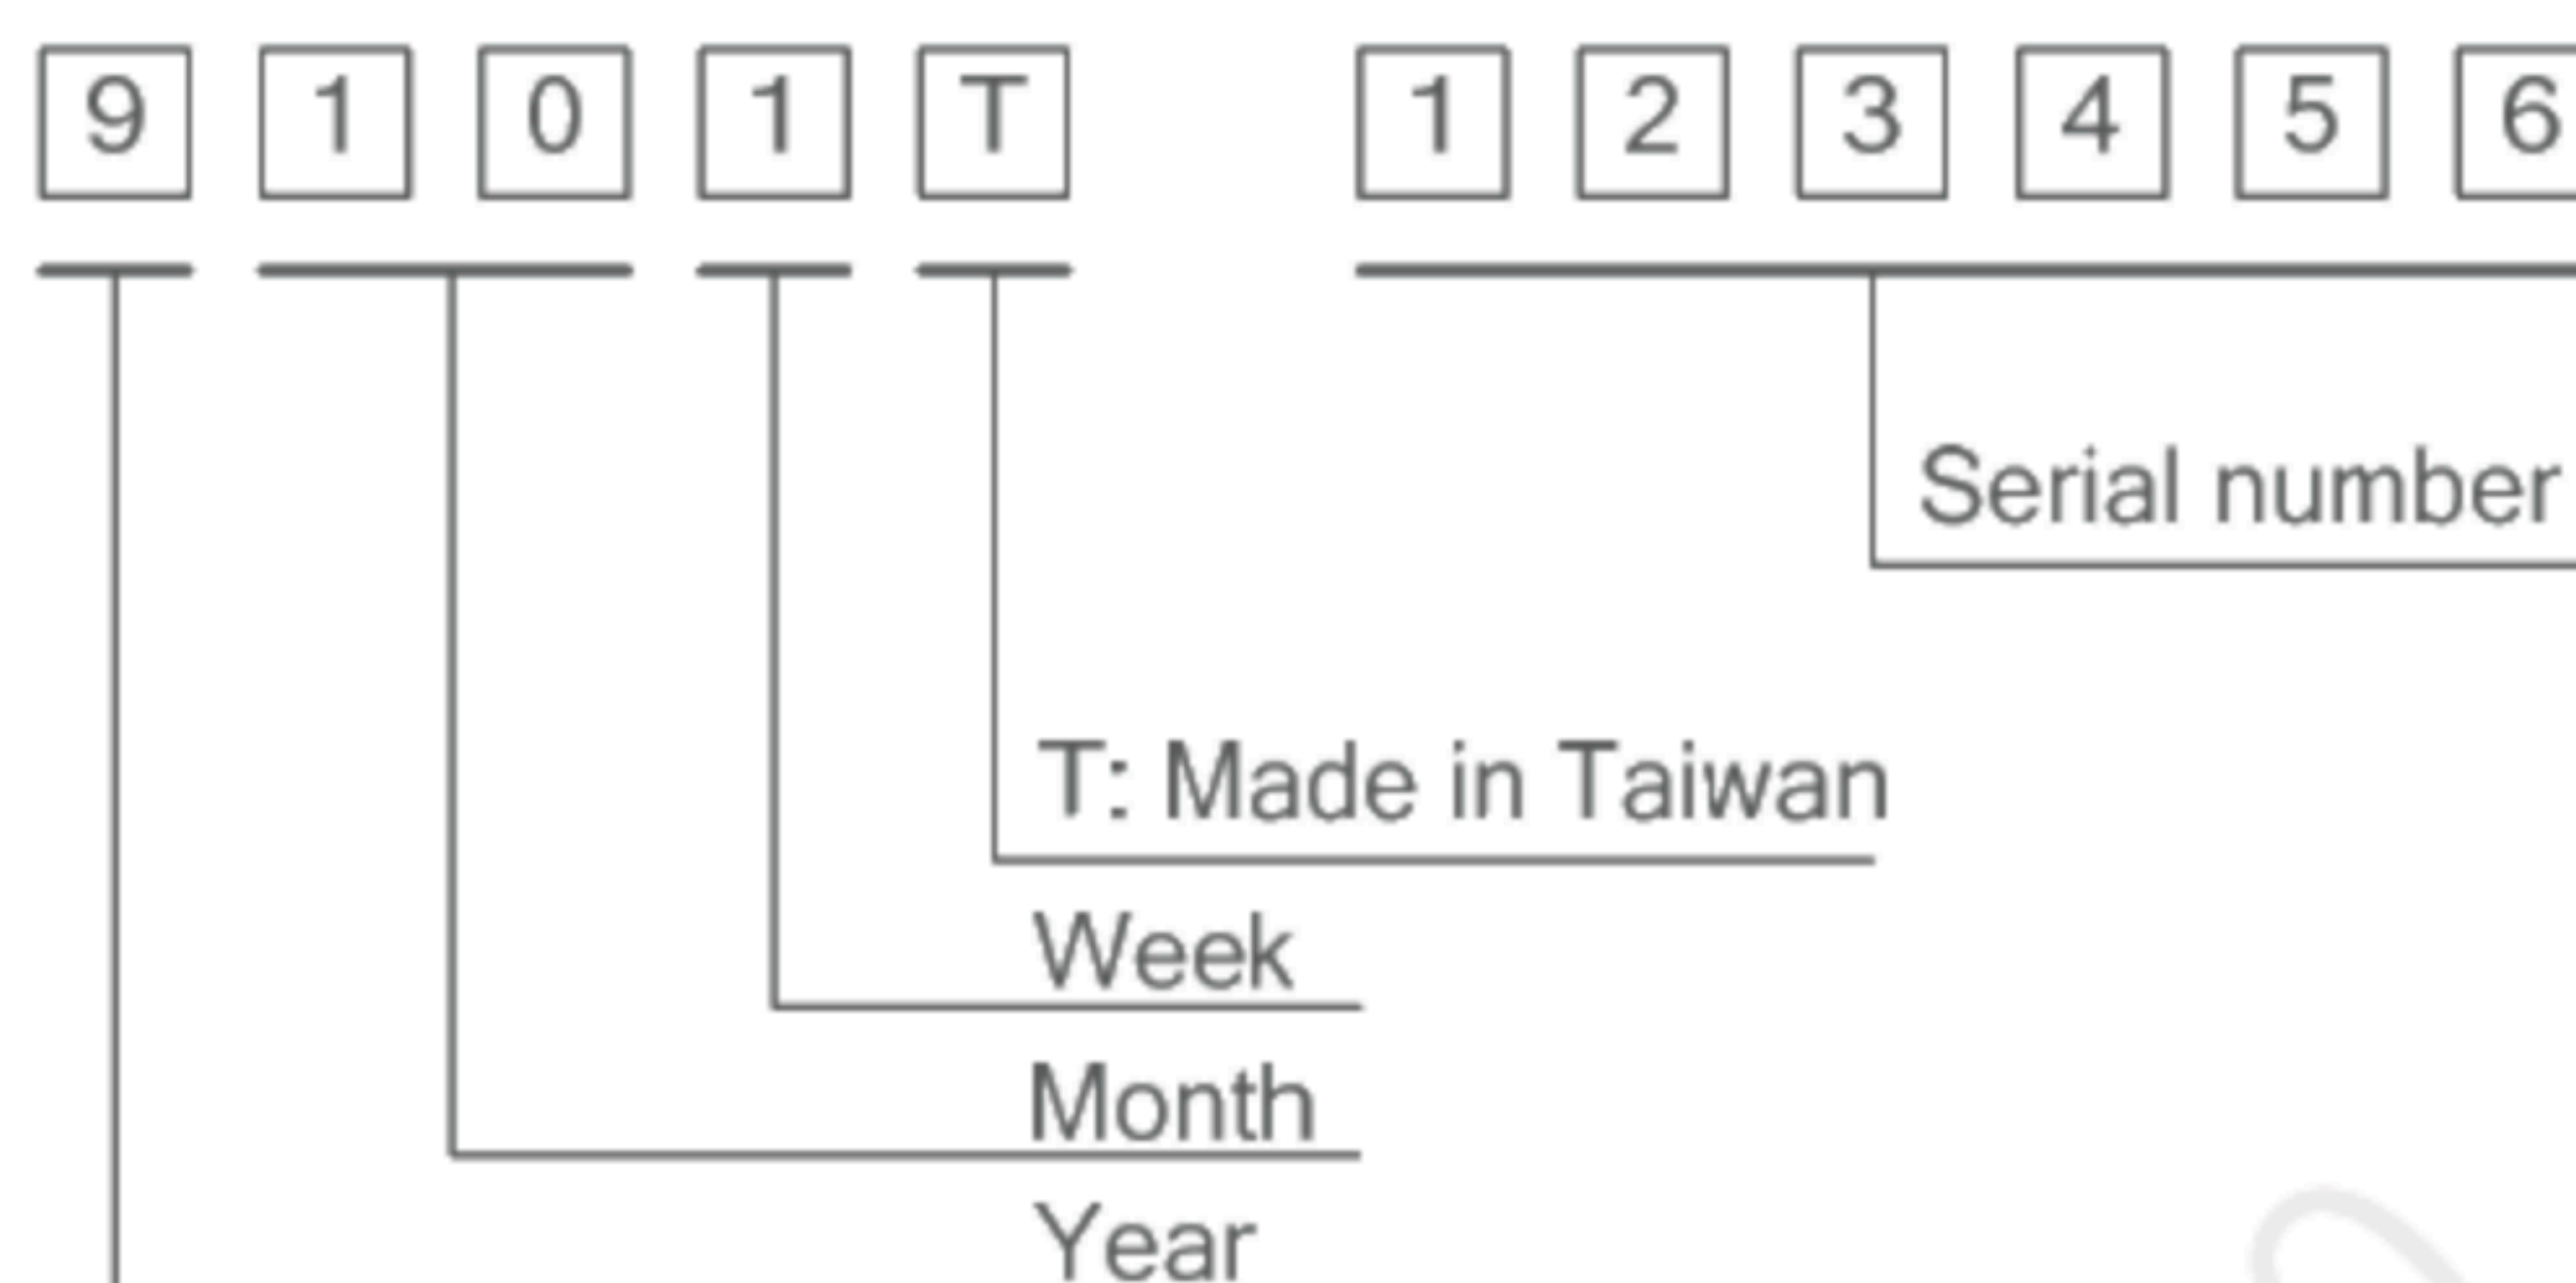 9 1 0 1 T 1 2 3 4 5 6
Serial number
T: Made in Taiwan
Week
Month
Year